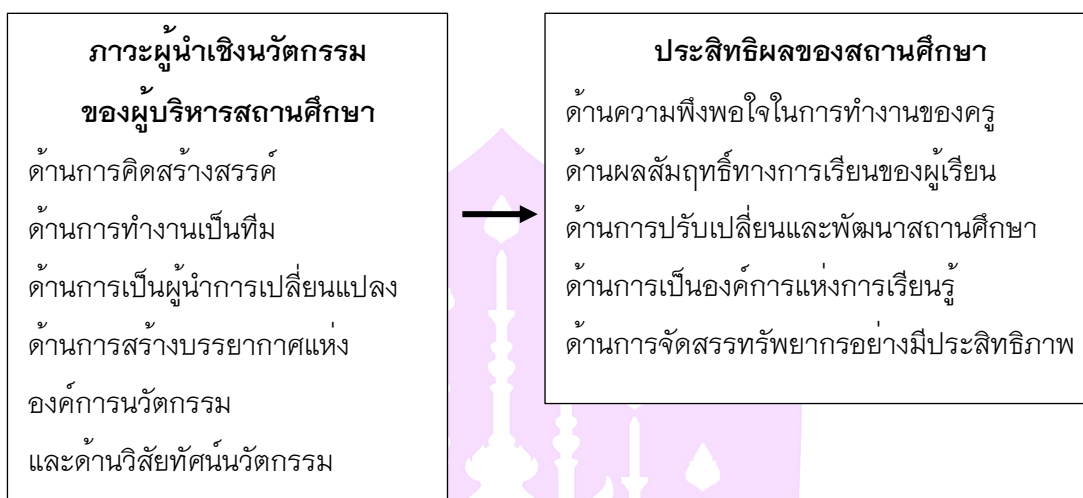 ภาวะผู้นำเชิงนวัตกรรม
ของผู้บริหารสถานศึกษา
ด้านการคิดสร้างสรรค์
ด้านการทำงานเป็นทีม
ด้านการเป็นผู้นำการเปลี่ยนแปลง
ด้านการสร้างบรรยากาศแห่ง
องค์การนวัตกรรม
และด้านวิสัยทัศน์นวัตกรรม
ประสิทธิผลของสถานศึกษา
ด้านความพึงพอใจในการทำงานของครู
ด้านผลสัมฤทธิ์ทางการเรียนของผู้เรียน
ด้านการปรับเปลี่ยนและพัฒนาสถานศึกษา
ด้านการเป็นองค์การแห่งการเรียนรู้
ด้านการจัดสรรทรัพยากรอย่างมีประสิทธิภาพ